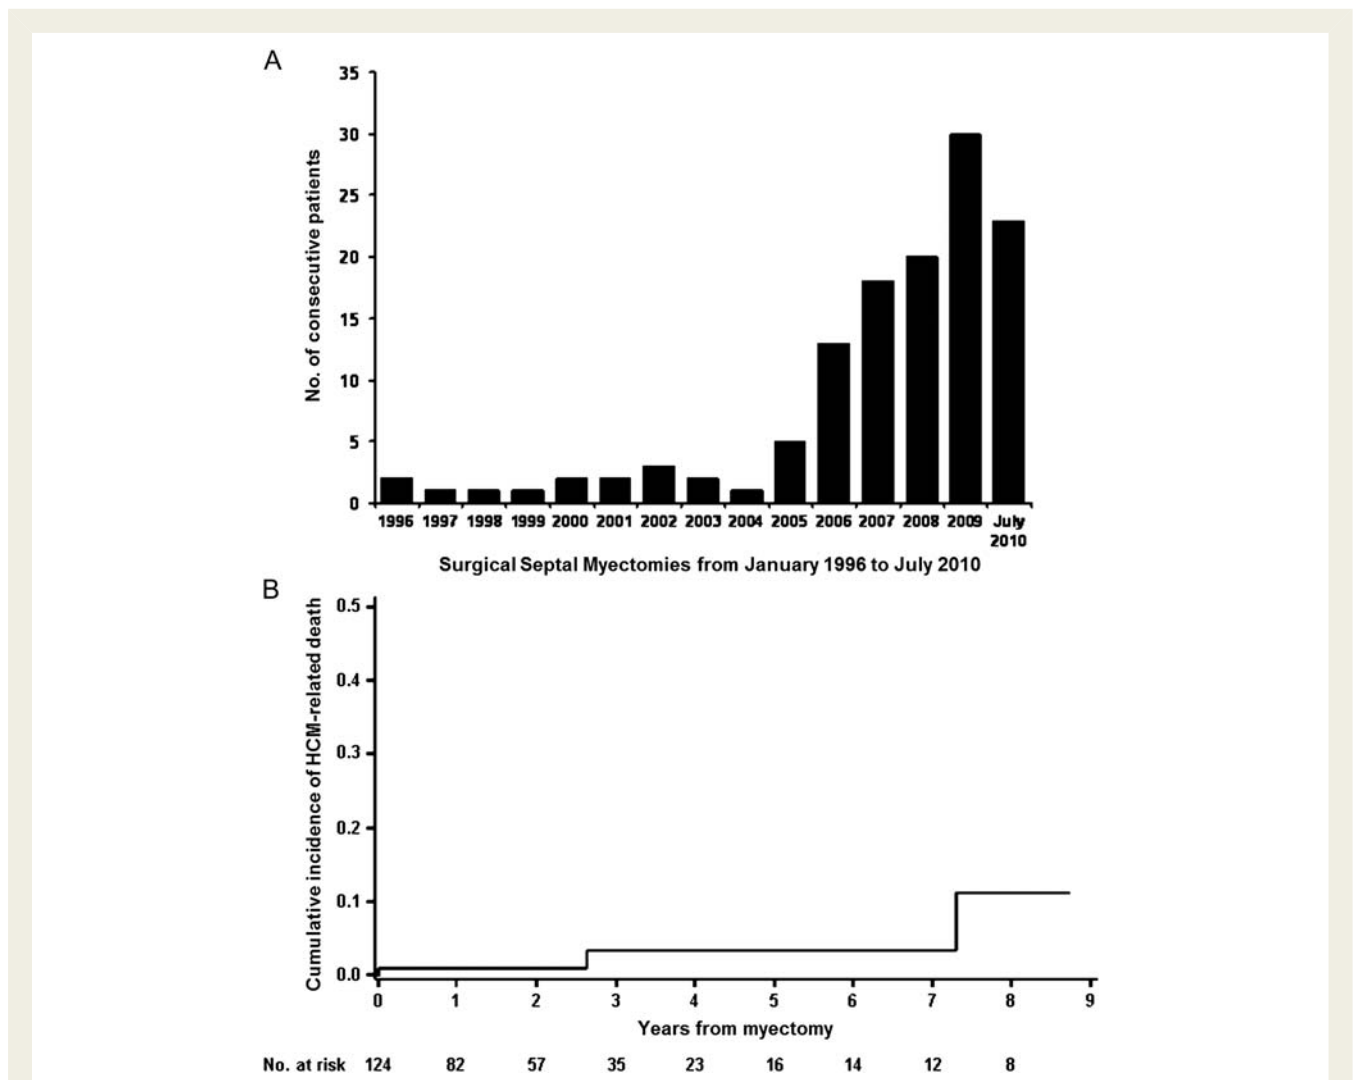 A
35
30
25
20
15
10
5
0
No. of consecutive patients
1996 1997 1998 1999 2000 2001 2002 2003 2004 2005 2006 2007 2008 2009 July
2010
Surgical Septal Myectomies from January 1996 to July 2010
B
0.5
0.4
0.3
0.2
0.1
0.0
Cumulative incidence of HCM-related death
0 1 2 3 4 5 6 7 8 9
Years from myectomy
No. at risk 124 82 57 35 23 16 14 12 8